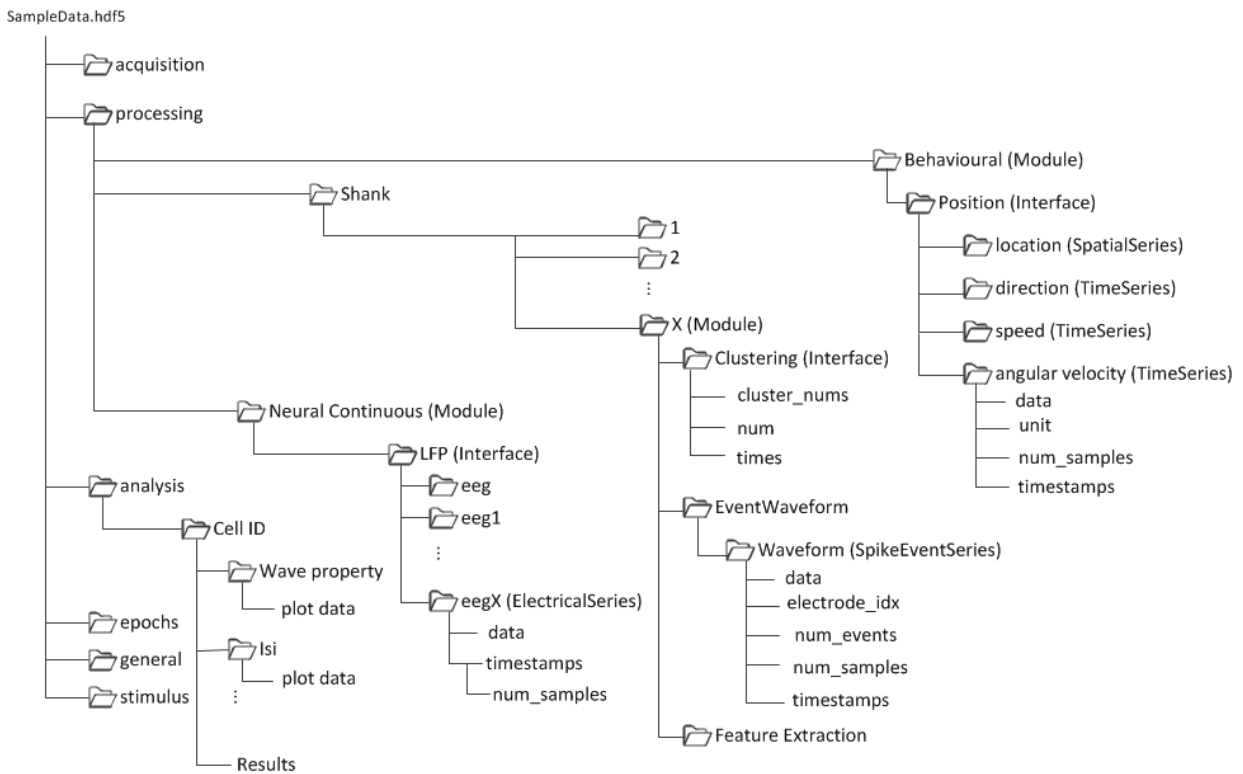 SampleData.hdf5
acquisition
processing
Behavioural (Module)
Position (Interface)
location (SpatialSeries)
direction (TimeSeries)
speed (TimeSeries)
angular velocity (TimeSeries)
data
unit
num_samples
timestamps
Shank
1
2
⋮
X (Module)
Clustering (Interface)
cluster_nums
num
times
EventWaveform
Waveform (SpikeEventSeries)
data
electrode_idx
num_events
num_samples
timestamps
Feature Extraction
Neural Continuous (Module)
LFP (Interface)
eeg
eeg1
⋮
eegX (ElectricalSeries)
data
timestamps
num_samples
analysis
Cell ID
Wave property
plot data
Isi
plot data
⋮
Results
epochs
general
stimulus